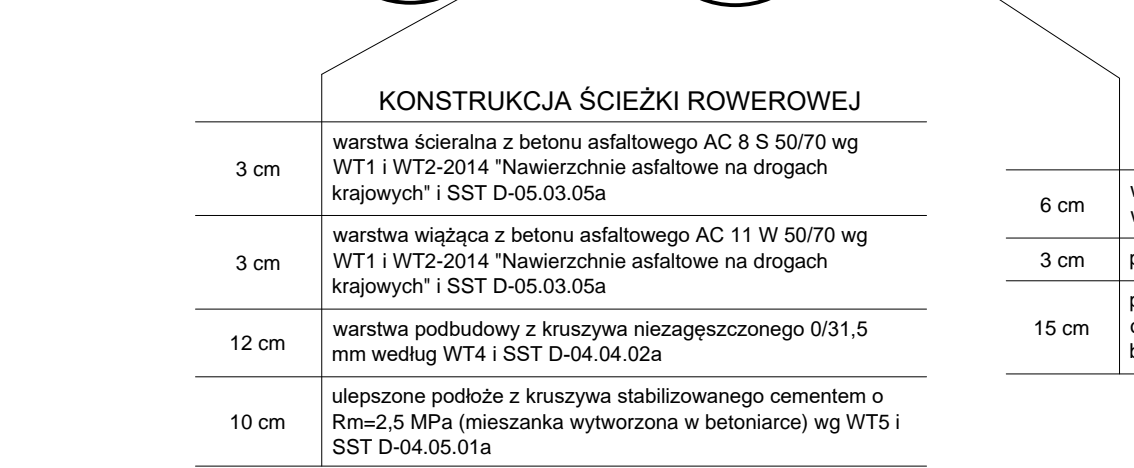 KONSTRUKCJA ŚCIEŻKI ROWEROWEJ
3 cm
warstwa ścieralna z betonu asfaltowego AC 8 S 50/70 wg
WT1 i WT2-2014 "Nawierzchnie asfaltowe na drogach
krajowych" i SST D-05.03.05a
3 cm
warstwa wiążąca z betonu asfaltowego AC 11 W 50/70 wg
WT1 i WT2-2014 "Nawierzchnie asfaltowe na drogach
krajowych" i SST D-05.03.05a
12 cm
warstwa podbudowy z kruszywa niezagęszczonego 0/31,5
mm według WT4 i SST D-04.04.02a
10 cm
ulepszone podłoże z kruszywa stabilizowanego cementem o
Rm=2,5 MPa (mieszanka wytworzona w betoniarce) wg WT5 i
SST D-04.05.01a
6 cm
3 cm
15 cm